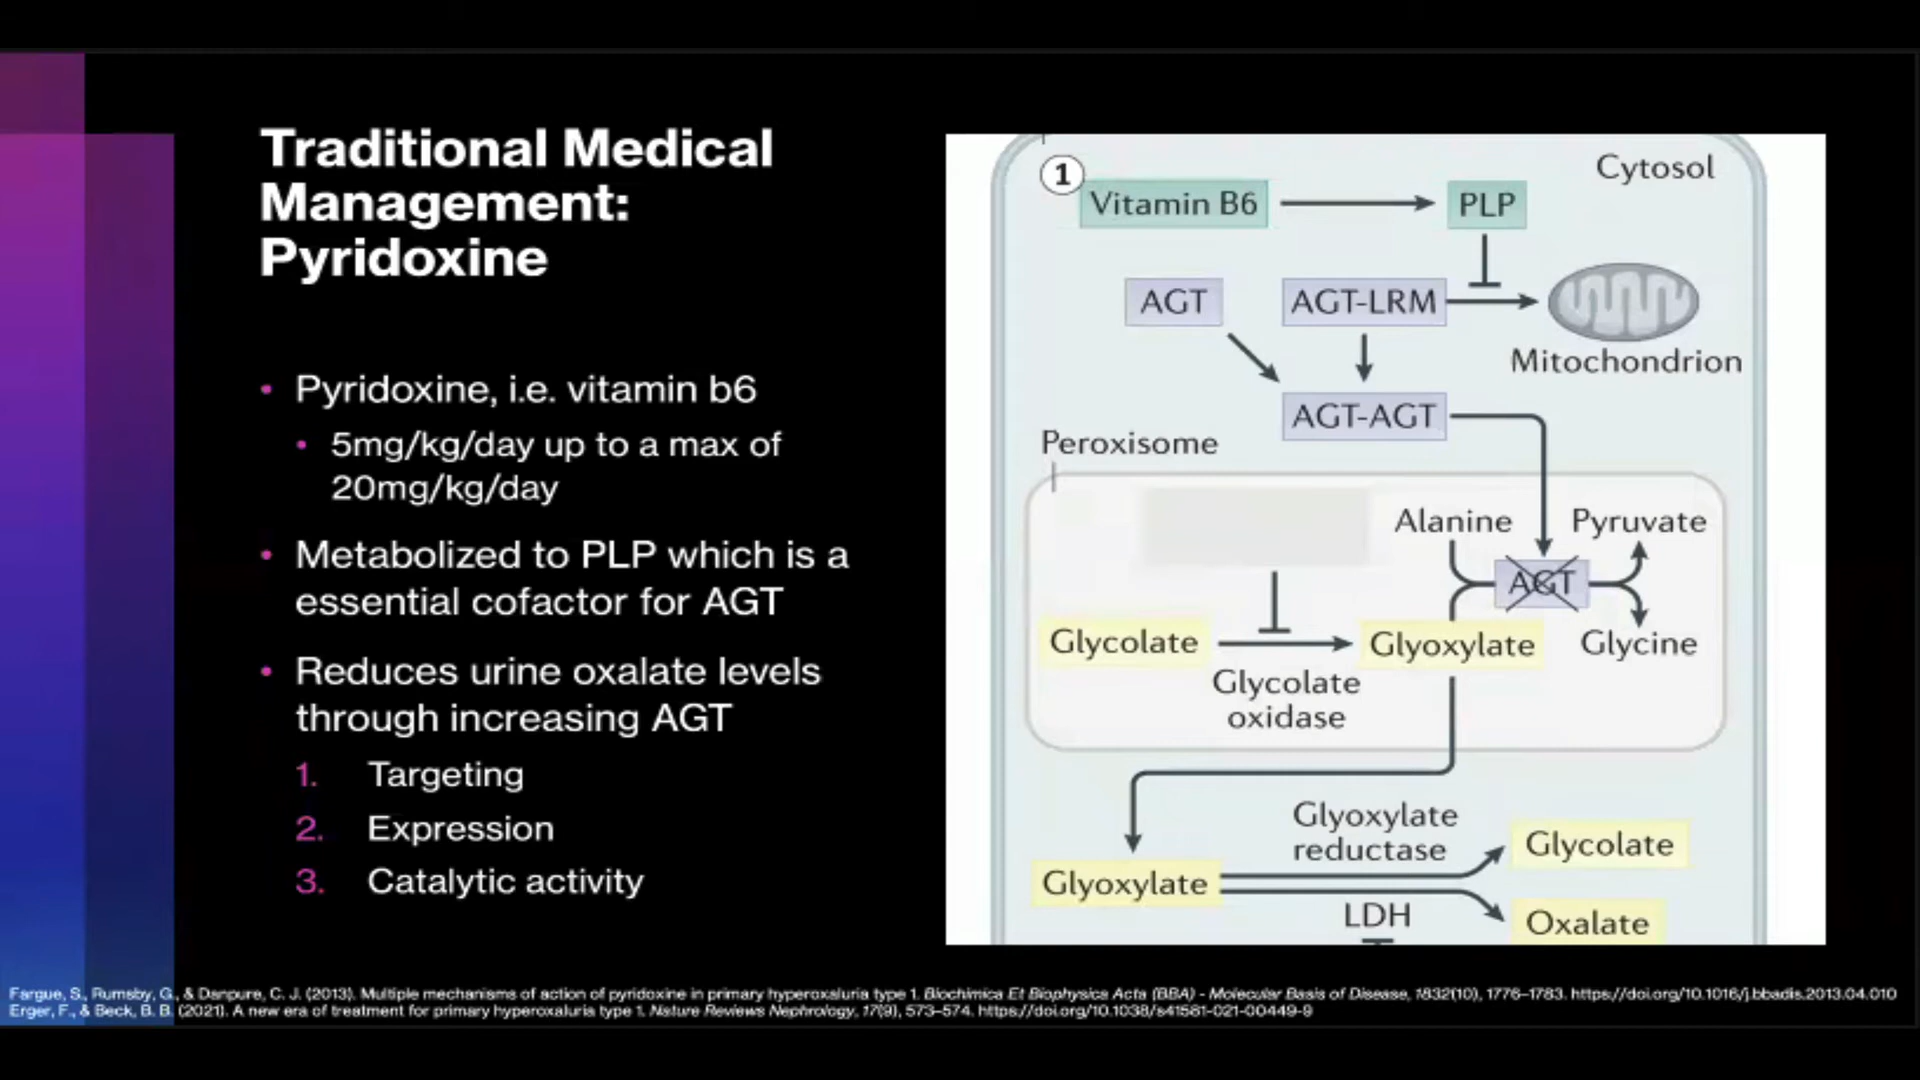 Traditional Medical
Management:
Pyridoxine
• Pyridoxine, i.e. vitamin b6
• 5mg/kg/day up to a max of
20mg/kg/day
• Metabolized to PLP which is a
essential cofactor for AGT
• Reduces urine oxalate levels
through increasing AGT
1. Targeting
2. Expression
3. Catalytic activity
1
Cytosol
Vitamin B6
PLP
AGT
AGT-LRM
Mitochondrion
AGT-AGT
Peroxisome
Alanine
Pyruvate
AGT
Glycolate
Glyoxylate
Glycine
Glycolate
oxidase
Glyoxylate
reductase
Glycolate
Glyoxylate
LDH
Oxalate
Fargue, S., Rumsby, G., & Danpure, C. J. (2013). Multiple mechanisms of action of pyridoxine in primary hyperoxaluria type 1. Biochimica Et Biophysica Acta (BBA) - Molecular Basis of Disease, 1832(10), 1776–1783. https://doi.org/10.1016/j.bbadis.2013.04.010
Erger, F., & Beck, B. B. (2021). A new era of treatment for primary hyperoxaluria type 1. Nature Reviews Nephrology, 17(9), 573–574. https://doi.org/10.1038/s41581-021-00449-9